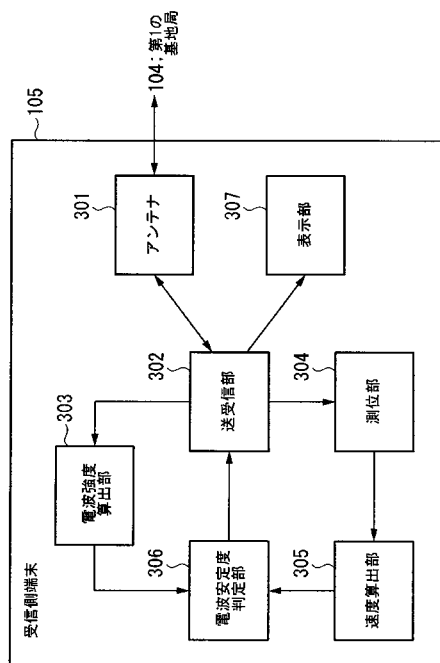 受信側端末
105
104;第1の
基地局
303
電波強度
算出部
302
送受信部
301
アンテナ
306
電波安定度
判定部
307
表示部
305
速度算出部
304
測位部